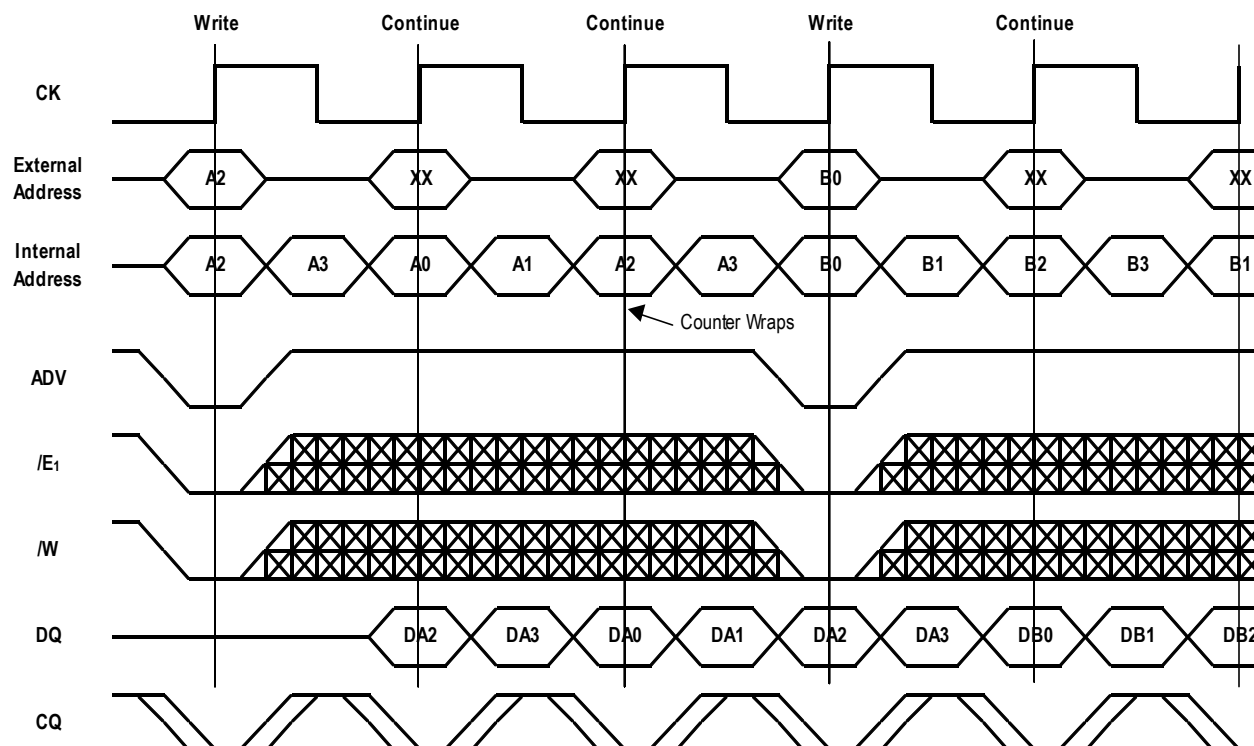 Write Continue Continue Write Continue
CK
External
Address
A2 XX XX B0 XX XX
Internal
Address
A2 A3 A0 A1 A2 A3 B0 B1 B2 B3 B1
Counter Wraps
ADV
/E₁
/W
DQ
DA2 DA3 DA0 DA1 DA2 DA3 DB0 DB1 DB2
CQ